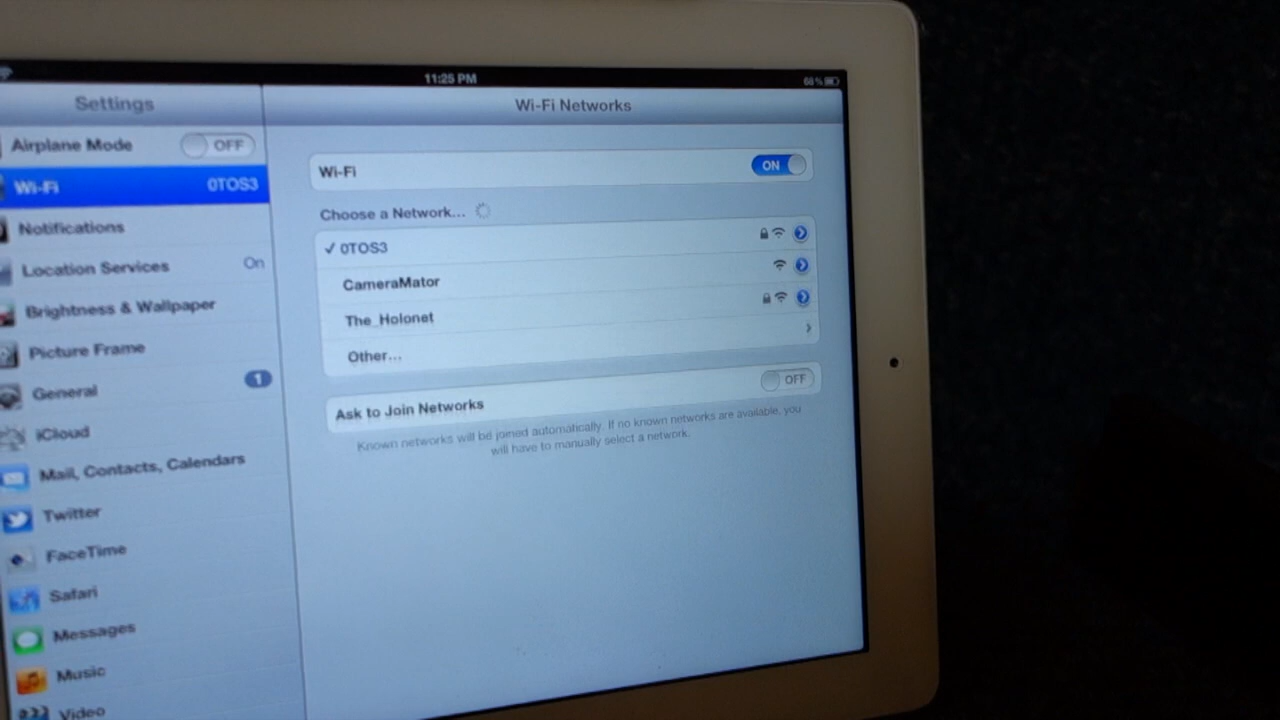 11:25 PM
68%
Settings
Wi-Fi Networks
Airplane Mode OFF
Wi-Fi 0TOS3
Notifications
Location Services On
Brightness & Wallpaper
Picture Frame
General 1
iCloud
Mail, Contacts, Calendars
Twitter
FaceTime
Safari
Messages
Music
Video
Wi-Fi ON
Choose a Network...
✓ 0TOS3
CameraMator
The_Holonet
Other...
Ask to Join Networks OFF
Known networks will be joined automatically. If no known networks are available, you
will have to manually select a network.